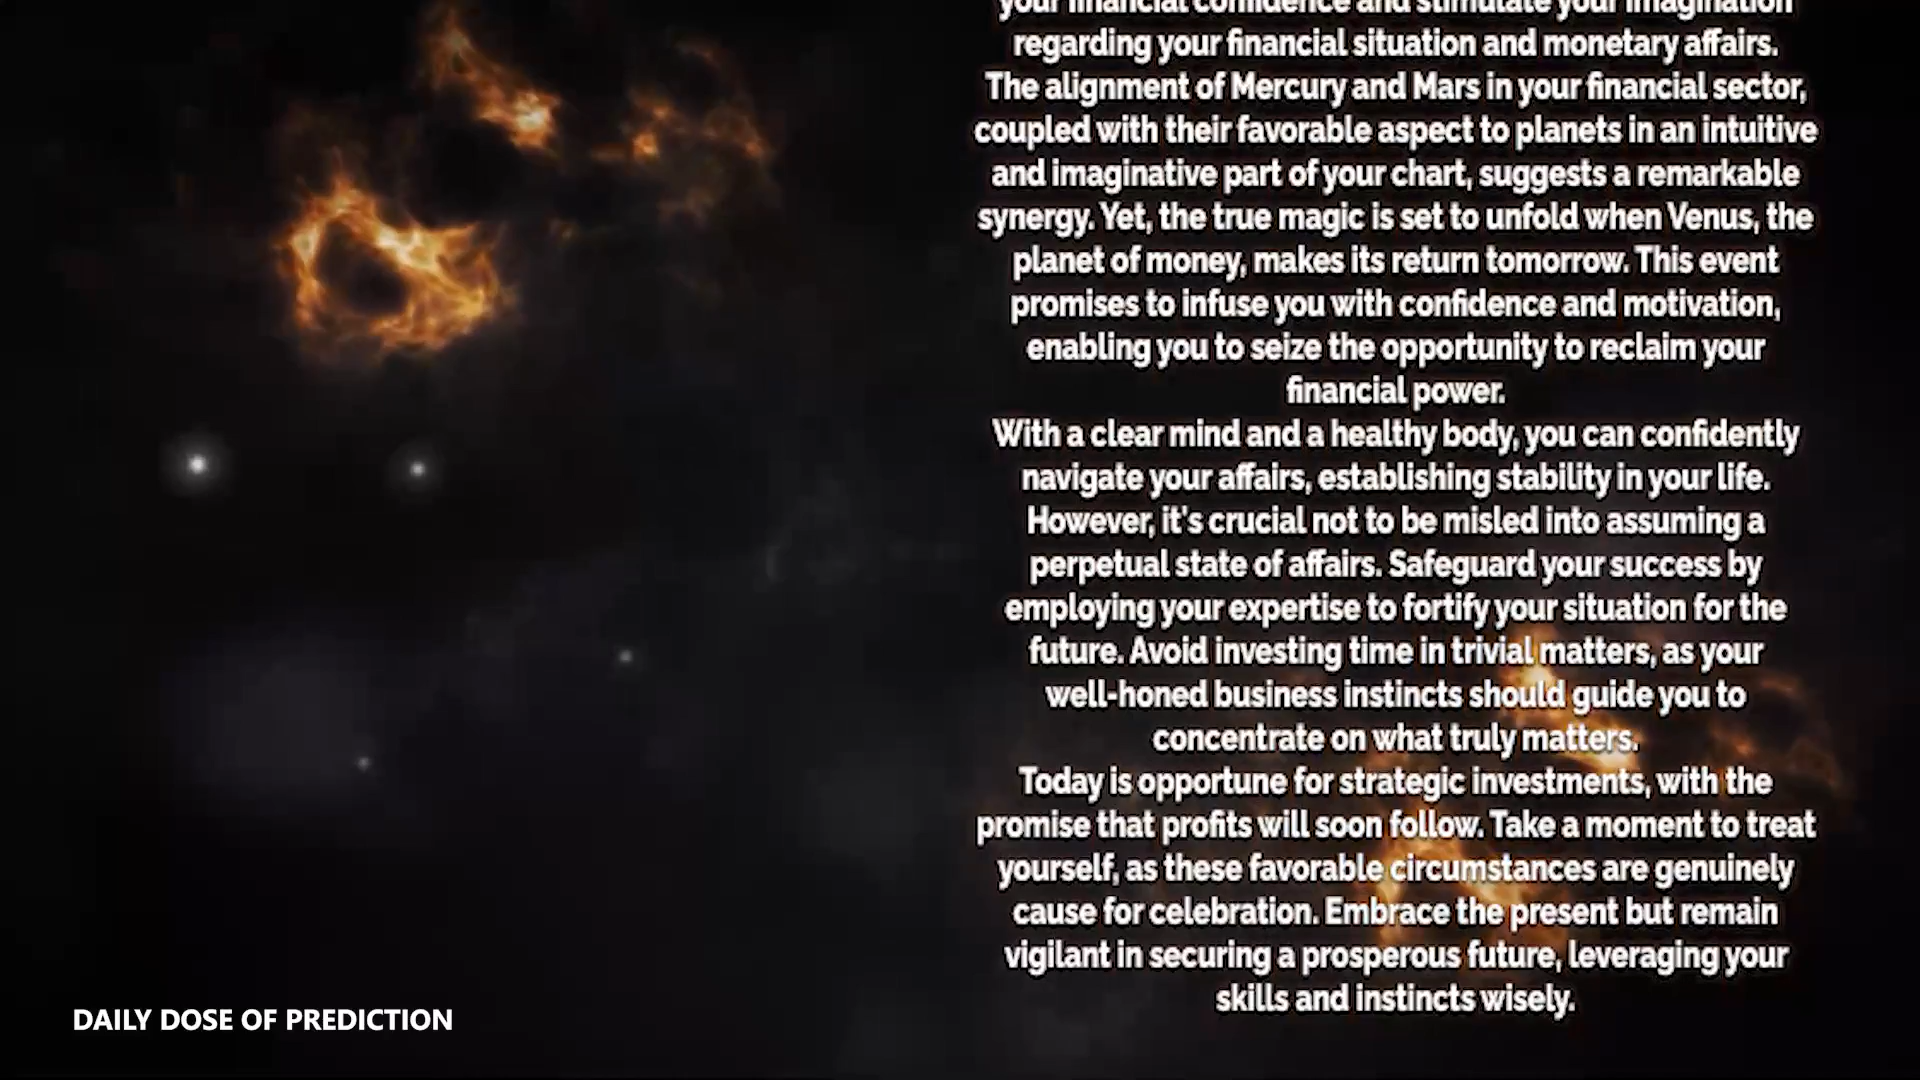 your financial confidence and stimulate your imagination
regarding your financial situation and monetary affairs.
The alignment of Mercury and Mars in your financial sector,
coupled with their favorable aspect to planets in an intuitive
and imaginative part of your chart, suggests a remarkable
synergy. Yet, the true magic is set to unfold when Venus, the
planet of money, makes its return tomorrow. This event
promises to infuse you with confidence and motivation,
enabling you to seize the opportunity to reclaim your
financial power.
With a clear mind and a healthy body, you can confidently
navigate your affairs, establishing stability in your life.
However, it's crucial not to be misled into assuming a
perpetual state of affairs. Safeguard your success by
employing your expertise to fortify your situation for the
future. Avoid investing time in trivial matters, as your
well-honed business instincts should guide you to
concentrate on what truly matters.
Today is opportune for strategic investments, with the
promise that profits will soon follow. Take a moment to treat
yourself, as these favorable circumstances are genuinely
cause for celebration. Embrace the present but remain
vigilant in securing a prosperous future, leveraging your
skills and instincts wisely.
DAILY DOSE OF PREDICTION